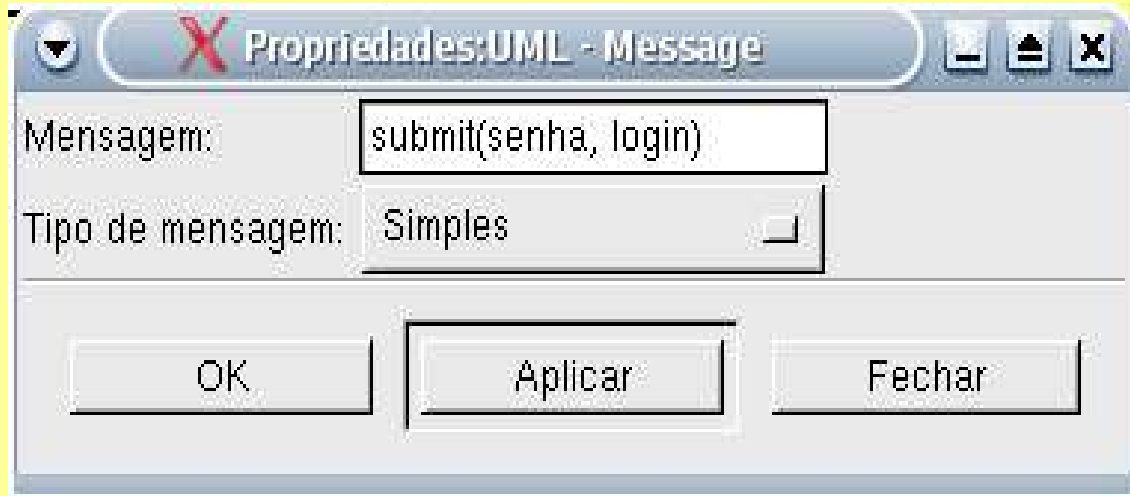 Propriedades:UML - Message
Mensagem: submit(senha, login)
Tipo de mensagem: Simples
OK Aplicar Fechar